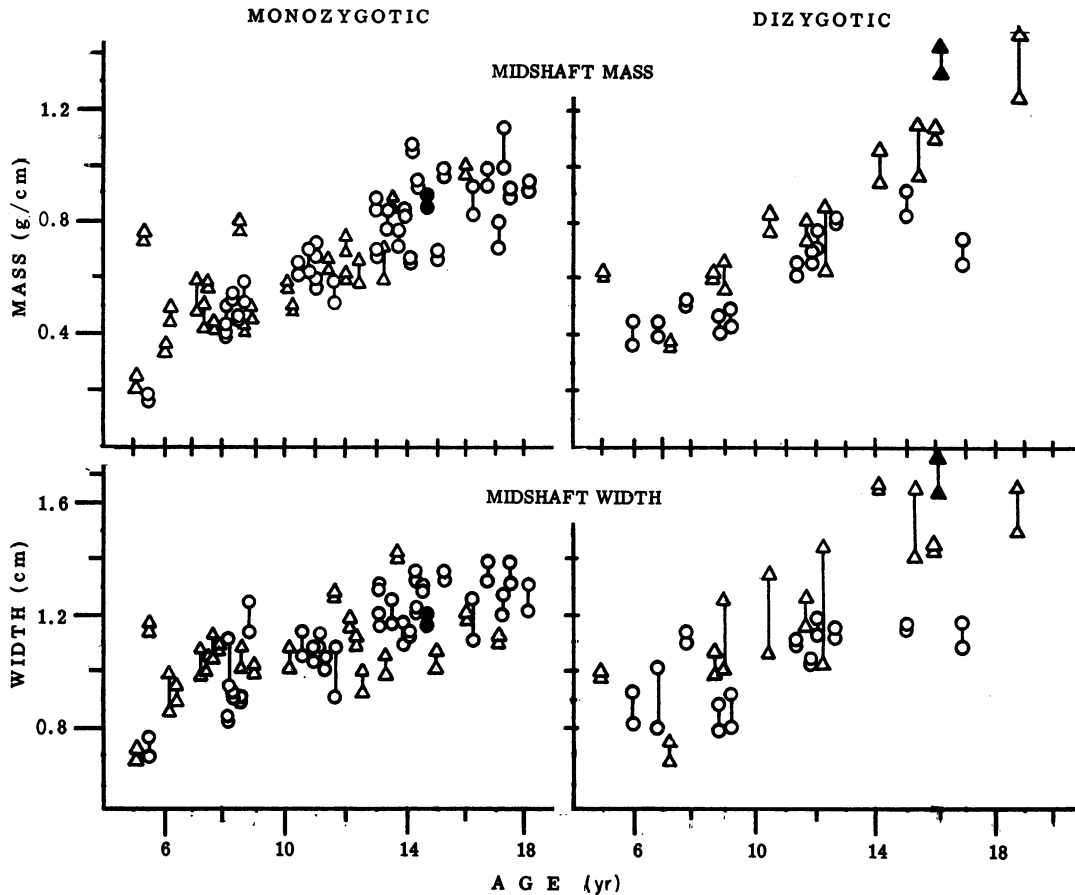 MONOZYGOTIC
DIZYGOTIC
MIDSHAFT MASS
MASS (g/cm)
1.2
0.8
0.4
MIDSHAFT WIDTH
WIDTH (cm)
1.6
1.2
0.8
6 10 14 18
6 10 14 18
AGE (yr)